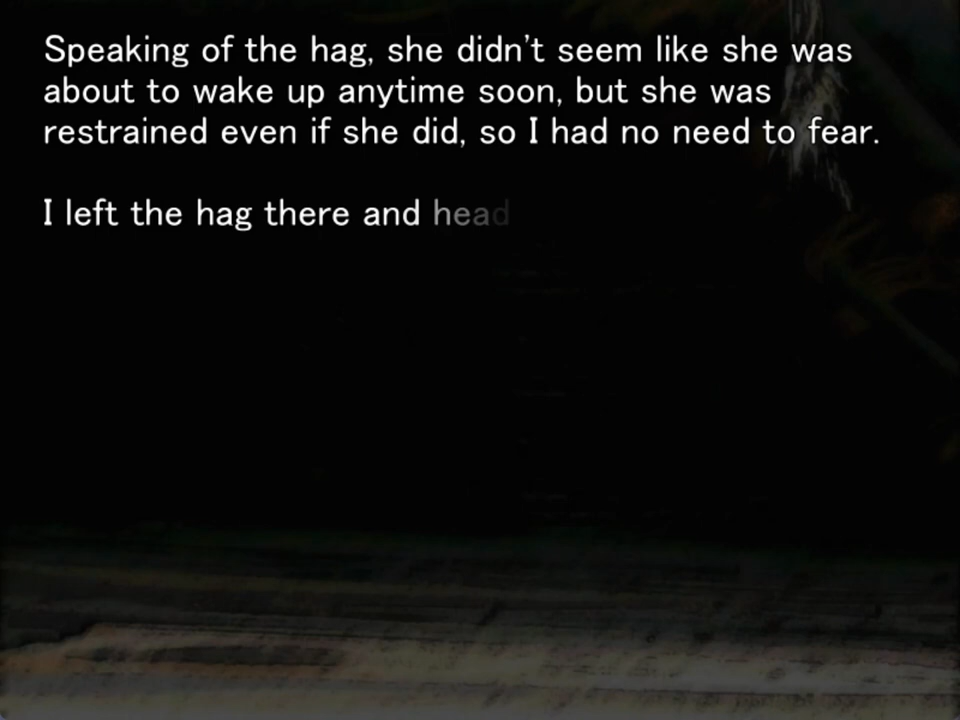 Speaking of the hag, she didn't seem like she was
about to wake up anytime soon, but she was
restrained even if she did, so I had no need to fear.
I left the hag there and head